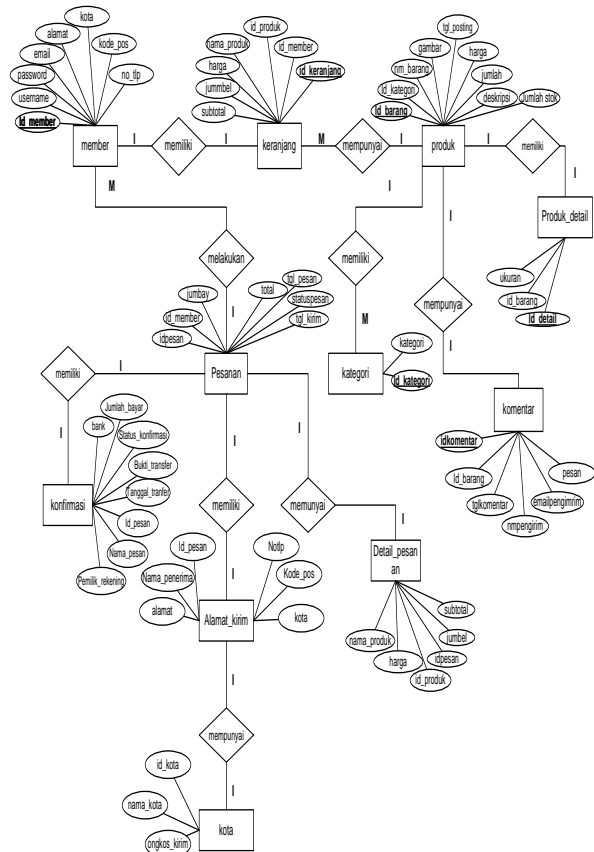 kota
alamat
kode_pos
email
password
no_tlp
username
Id_member
member
id_produk
nama_produk
id_member
harga
id_keranjang
jummbel
subtotal
keranjang
tgl_posting
gambar
harga
nm_barang
jumlah
Id_kategori
deskripsi
Jumlah stok
Id_barang
produk
I
memiliki
I
M
mempunyai
I
I
memiliki
I
Produk_detail
ukuran
id_barang
Id_detail
M
melakukan
I
I
memiliki
M
kategori
kategori
Id_kategori
I
mempunyai
I
komentar
idkomentar
Id_barang
tglkomentar
nmpengirim
emailpengimrim
pesan
tgl_pesan
total
jumbay
statuspesan
id_member
tgl_kirim
idpesan
Pesanan
I
memiliki
I
konfirmasi
Jumlah_bayar
bank
Status_konfirmasi
Bukti_transfer
Tanggal_tranfer
Id_pesan
Nama_pesan
Pemilik_rekening
I
memiliki
I
I
memunyai
I
Detail_pesan
an
subtotal
jumbel
idpesan
id_produk
harga
nama_produk
Id_pesan
Notlp
Nama_penerima
Kode_pos
alamat
kota
Alamat_kirim
I
mempunyai
I
id_kota
nama_kota
ongkos_kirim
kota